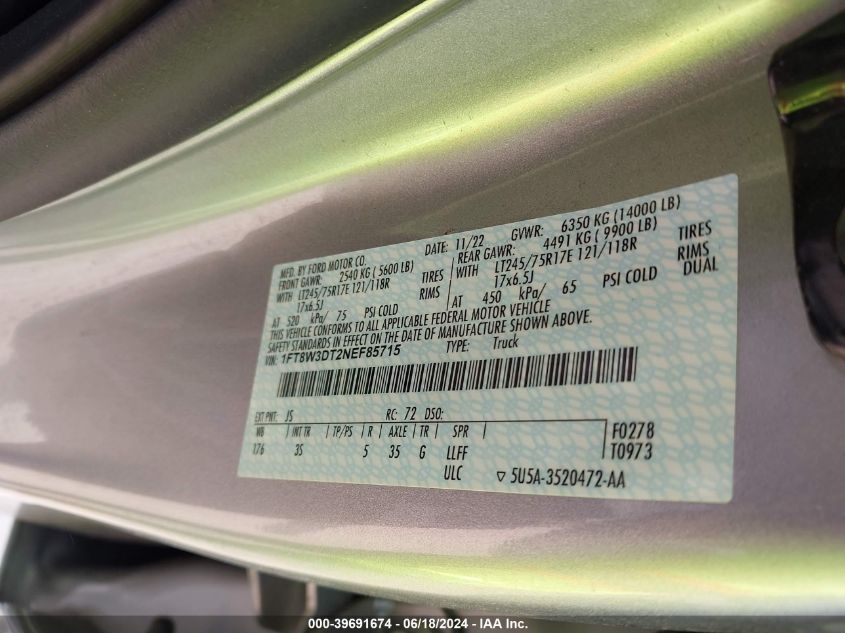 MFD. BY FORD MOTOR CO.
DATE: 11/22
GVWR: 6350 KG (14000 LB)
FRONT GAWR: 2540 KG ( 5600 LB)
REAR GAWR: 4491 KG ( 9900 LB)
WITH LT245/75R17E 121/118R TIRES
WITH LT245/75R17E 121/118R TIRES
17x6.5J RIMS
17x6.5J RIMS
AT 520 kPa/ 75 PSI COLD
AT 450 kPa/ 65 PSI COLD DUAL
THIS VEHICLE CONFORMS TO ALL APPLICABLE FEDERAL MOTOR VEHICLE
SAFETY STANDARDS IN EFFECT ON THE DATE OF MANUFACTURE SHOWN ABOVE.
VIN: 1FT8W3DT2NEF85715
TYPE: Truck
EXT PNT: JS RC: 72 DSO:
WB | INT TR | TP/PS | R | AXLE | TR | SPR | F0278
176 35 5 35 G LLFF T0973
ULC ▽ 5U5A-3520472-AA
000-39691674 / 06/18/2024 / IAA Inc.